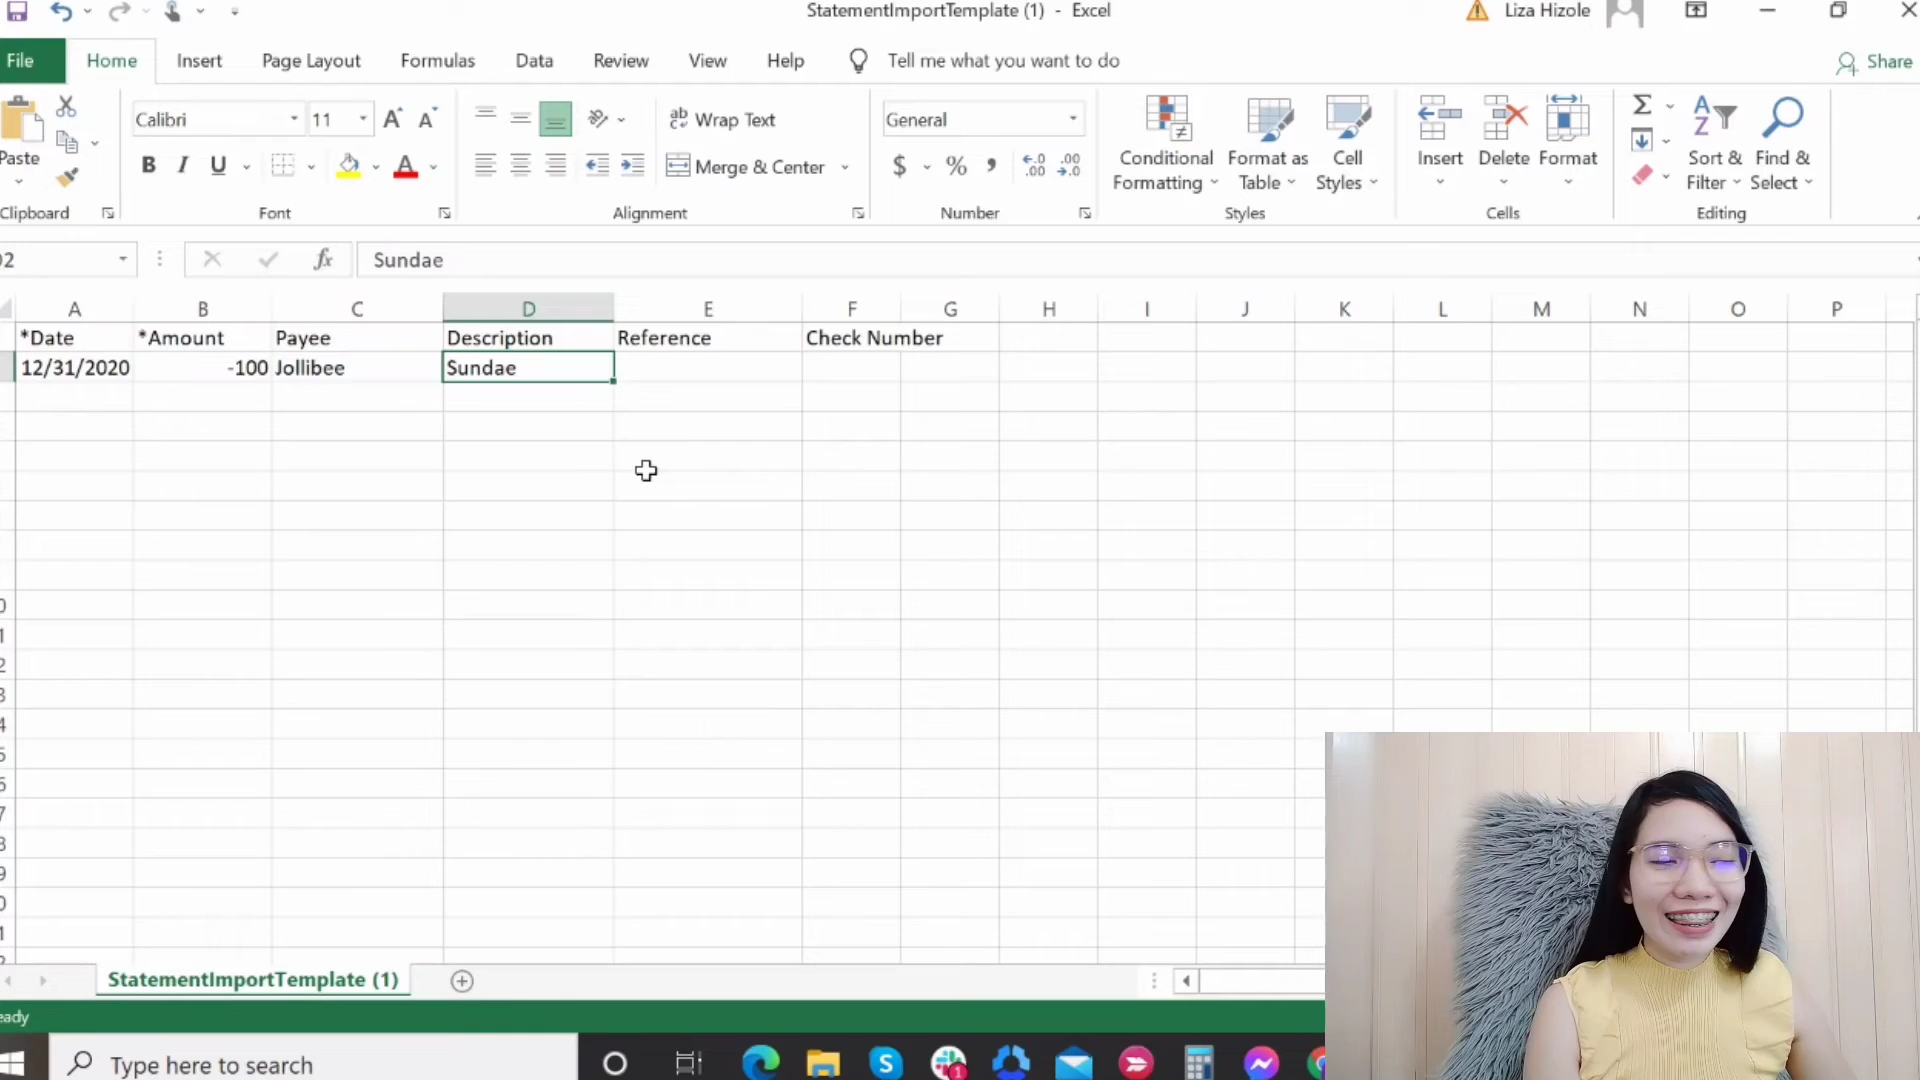 StatementImportTemplate (1) - Excel
Liza Hizole
File Home Insert Page Layout Formulas Data Review View Help Tell me what you want to do Share
Paste
Clipboard
Calibri 11
B I U A
Font
Wrap Text
Merge & Center
Alignment
General
$ % ,
Number
Conditional Formatting
Format as Table
Cell Styles
Styles
Insert Delete Format
Cells
Sort & Filter
Find & Select
Editing
fx Sundae
A B C D E F G H I J K L M N O P
*Date *Amount Payee Description Reference Check Number
12/31/2020 -100 Jollibee Sundae
StatementImportTemplate (1)
Type here to search
1